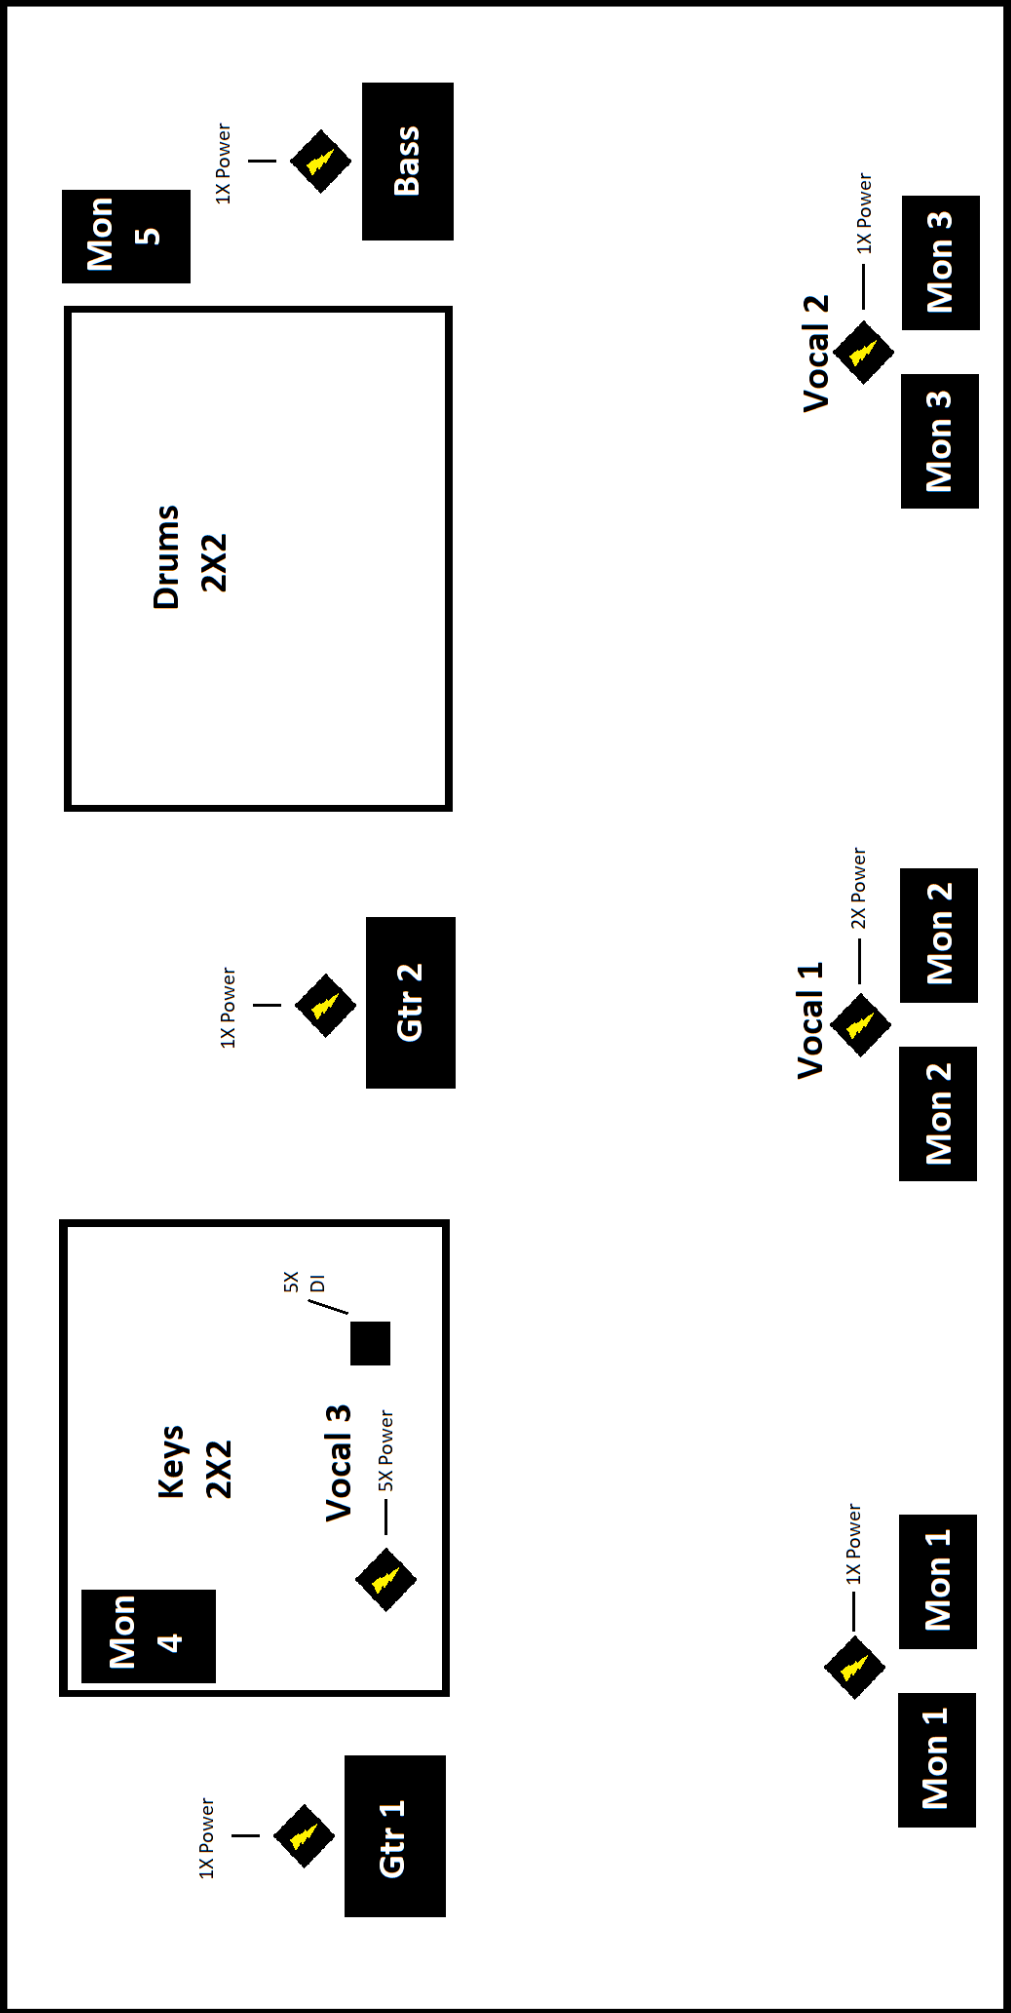 1X Power
Gtr 1
Mon
4
Keys
2X2
Vocal 3
5X Power
5X
DI
1X Power
Gtr 2
Drums
2X2
Mon
5
1X Power
Bass
1X Power
Mon 1
Mon 1
Vocal 1
2X Power
Mon 2
Mon 2
Vocal 2
1X Power
Mon 3
Mon 3